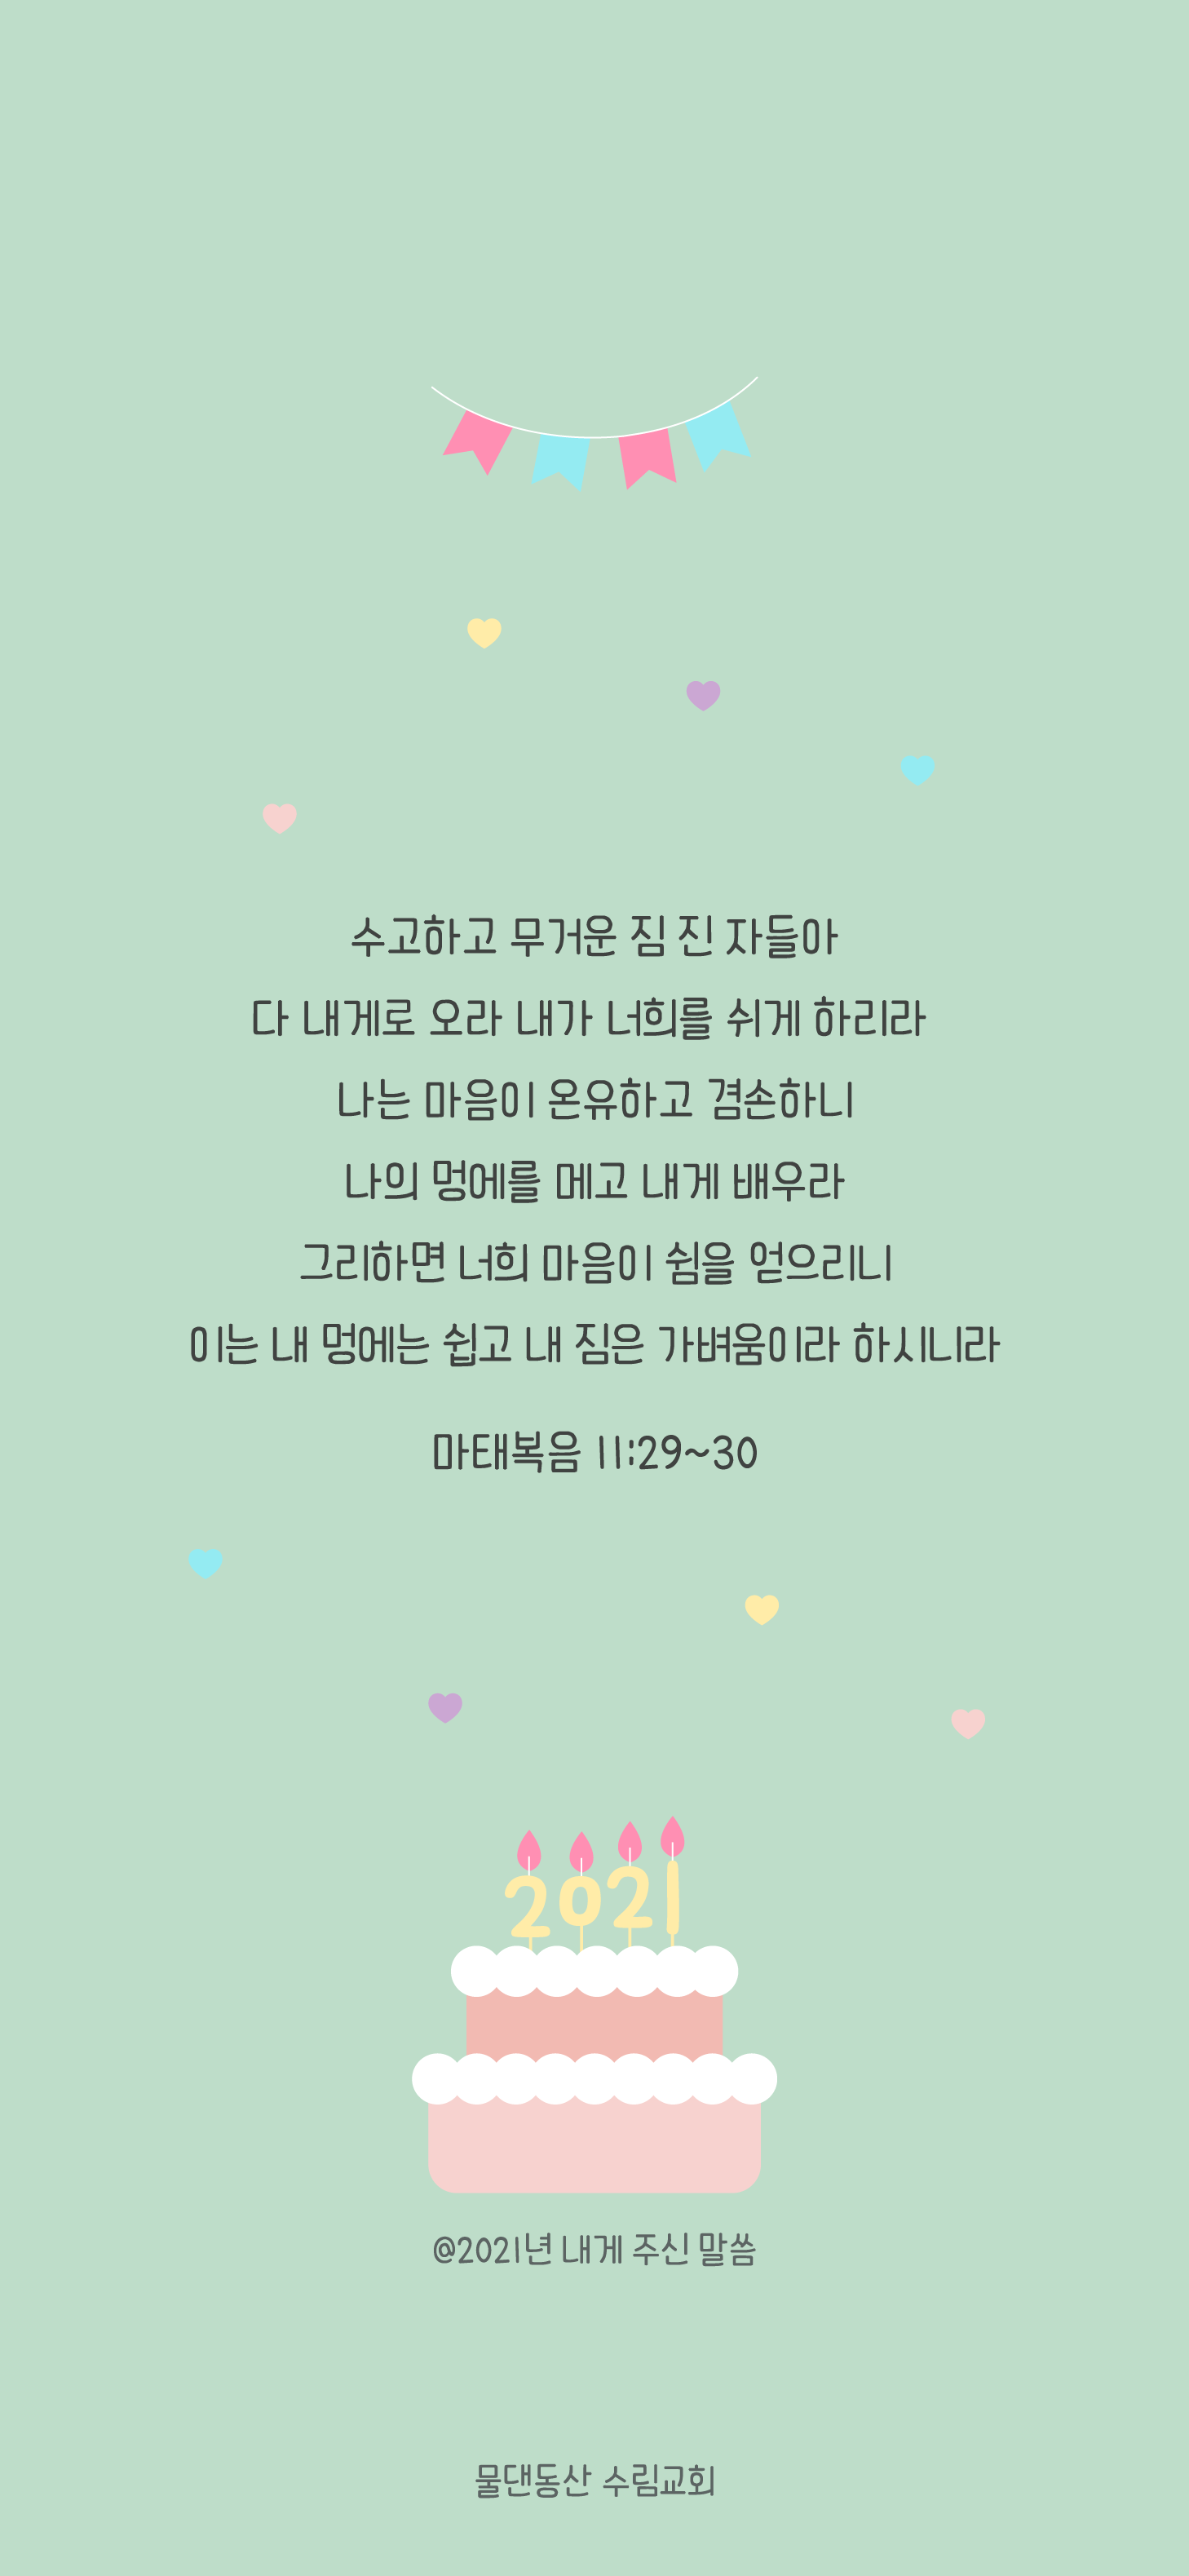 수고하고 무거운 짐 진 자들아
다 내게로 오라 내가 너희를 쉬게 하리라
나는 마음이 온유하고 겸손하니
나의 멍에를 메고 내게 배우라
그리하면 너희 마음이 쉼을 얻으리니
이는 내 멍에는 쉽고 내 짐은 가벼움이라 하시니라
마태복음 11:29~30
2021
@2021년 내게 주신 말씀
물댄동산 수림교회